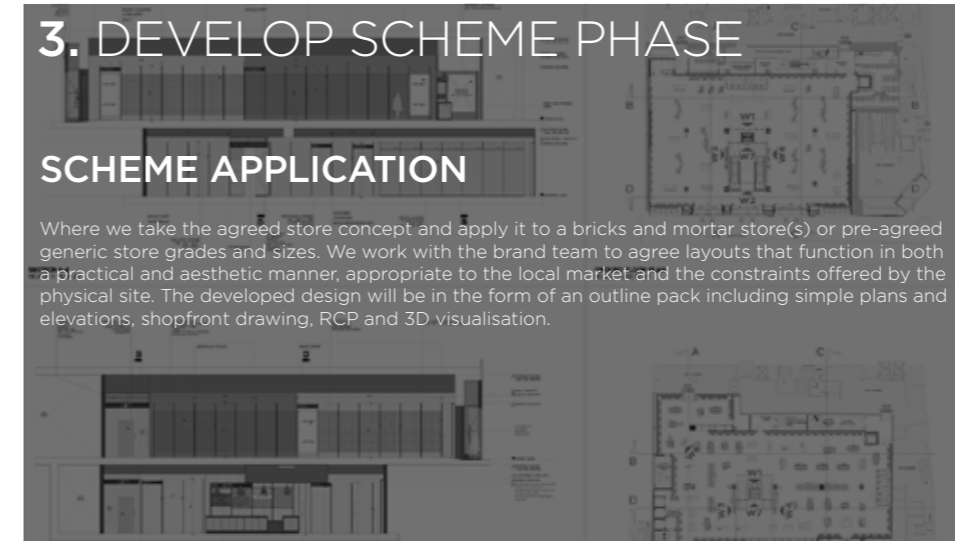 3. DEVELOP SCHEME PHASE
SCHEME APPLICATION
Where we take the agreed store concept and apply it to a bricks and mortar store(s) or pre-agreed
generic store grades and sizes. We work with the brand team to agree layouts that function in both
a practical and aesthetic manner, appropriate to the local market and the constraints offered by the
physical site. The developed design will be in the form of an outline pack including simple plans and
elevations, shopfront drawing, RCP and 3D visualisation.
A
C
W1
W2